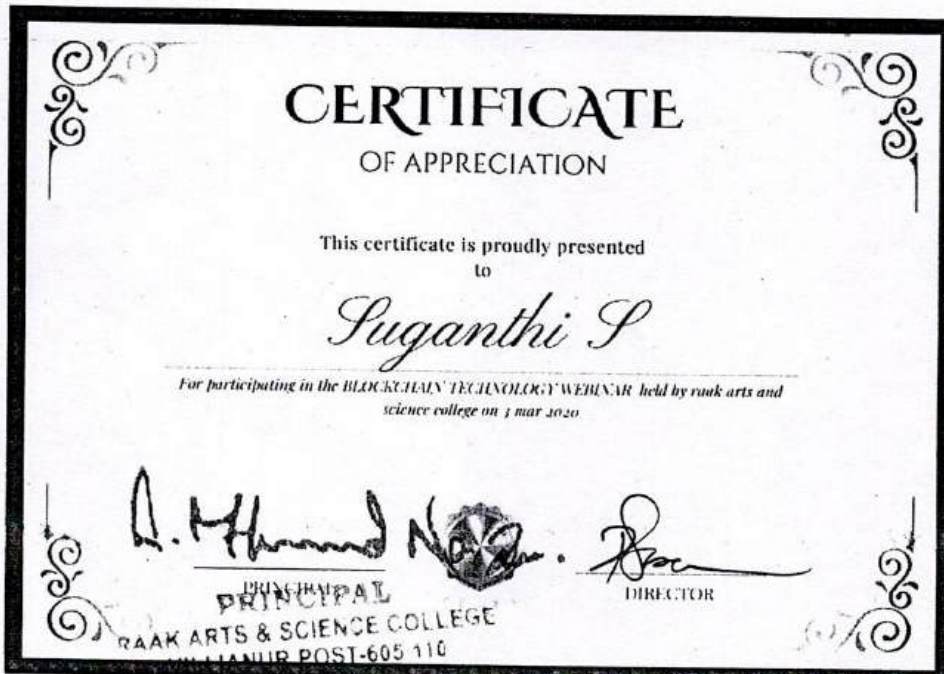 CERTIFICATE
OF APPRECIATION
This certificate is proudly presented
to
Suganthi S
For participating in the BLOCKCHAIN TECHNOLOGY WEBINAR held by raak arts and
science college on 3 mar 2020
PRINCIPAL
DIRECTOR
PRINCIPAL
RAAK ARTS & SCIENCE COLLEGE
POST-605 110